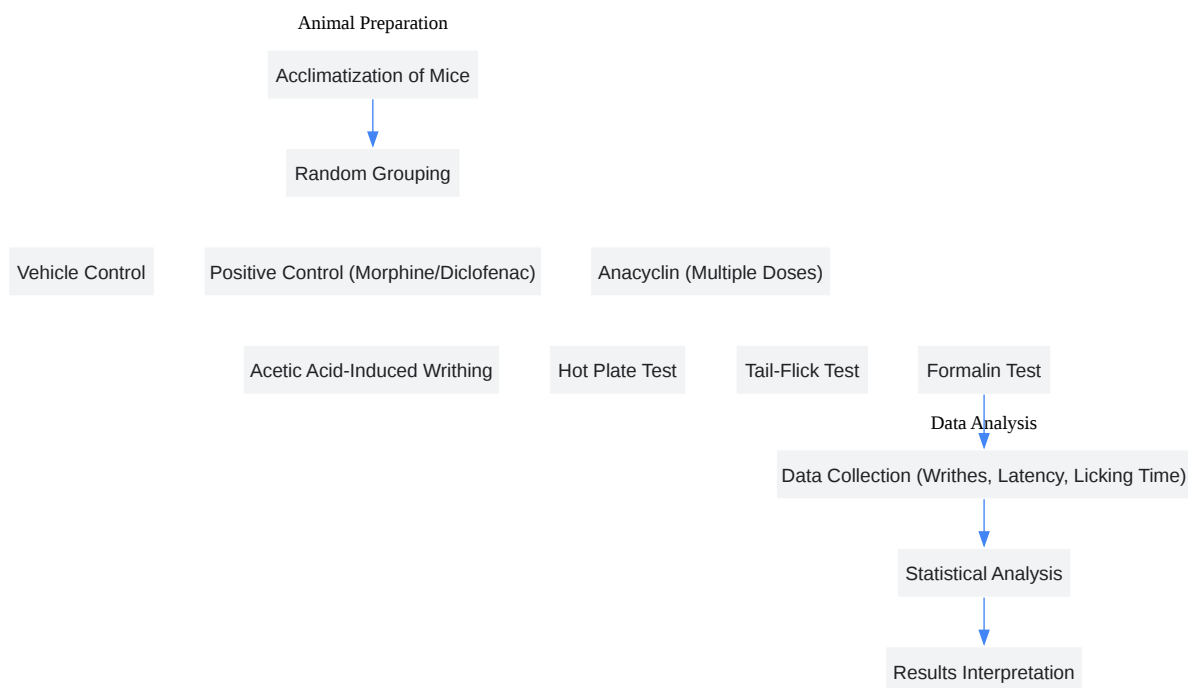 Animal Preparation
Acclimatization of Mice
Random Grouping
Vehicle Control
Positive Control (Morphine/Diclofenac)
Anacyclin (Multiple Doses)
Acetic Acid-Induced Writhing
Hot Plate Test
Tail-Flick Test
Formalin Test
Data Analysis
Data Collection (Writhes, Latency, Licking Time)
Statistical Analysis
Results Interpretation